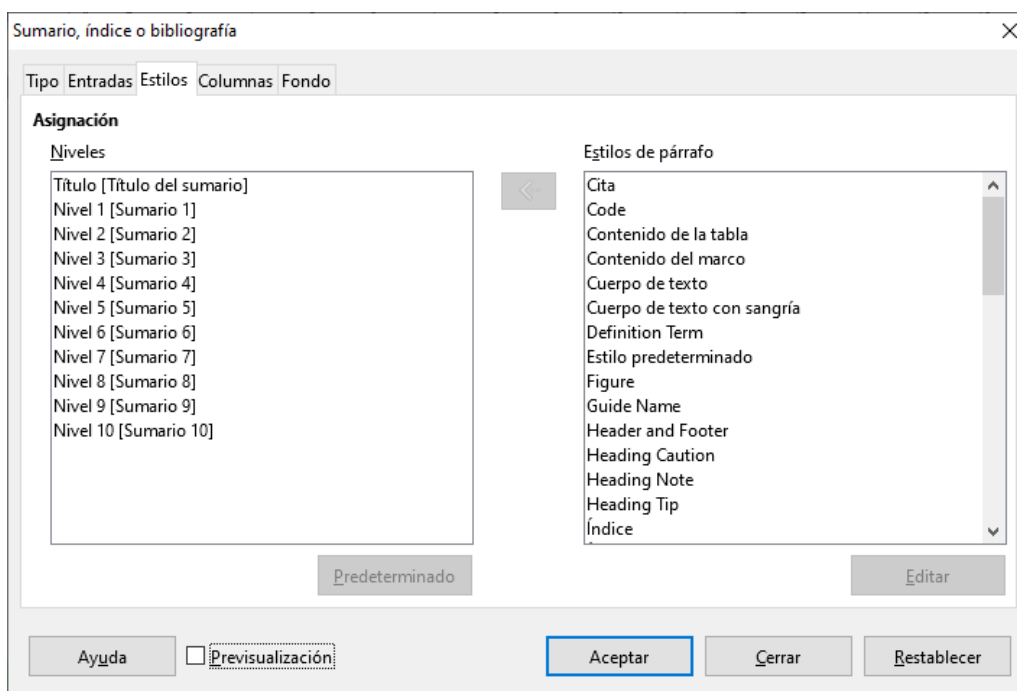 Sumario, índice o bibliografía
Tipo Entradas Estilos Columnas Fondo
Asignación
Niveles
Título [Título del sumario]
Nivel 1 [Sumario 1]
Nivel 2 [Sumario 2]
Nivel 3 [Sumario 3]
Nivel 4 [Sumario 4]
Nivel 5 [Sumario 5]
Nivel 6 [Sumario 6]
Nivel 7 [Sumario 7]
Nivel 8 [Sumario 8]
Nivel 9 [Sumario 9]
Nivel 10 [Sumario 10]
Predeterminado
Estilos de párrafo
Cita
Code
Contenido de la tabla
Contenido del marco
Cuerpo de texto
Cuerpo de texto con sangría
Definition Term
Estilo predeterminado
Figure
Guide Name
Header and Footer
Heading Caution
Heading Note
Heading Tip
Índice
Editar
Ayuda Previsualización Aceptar Cerrar Restablecer